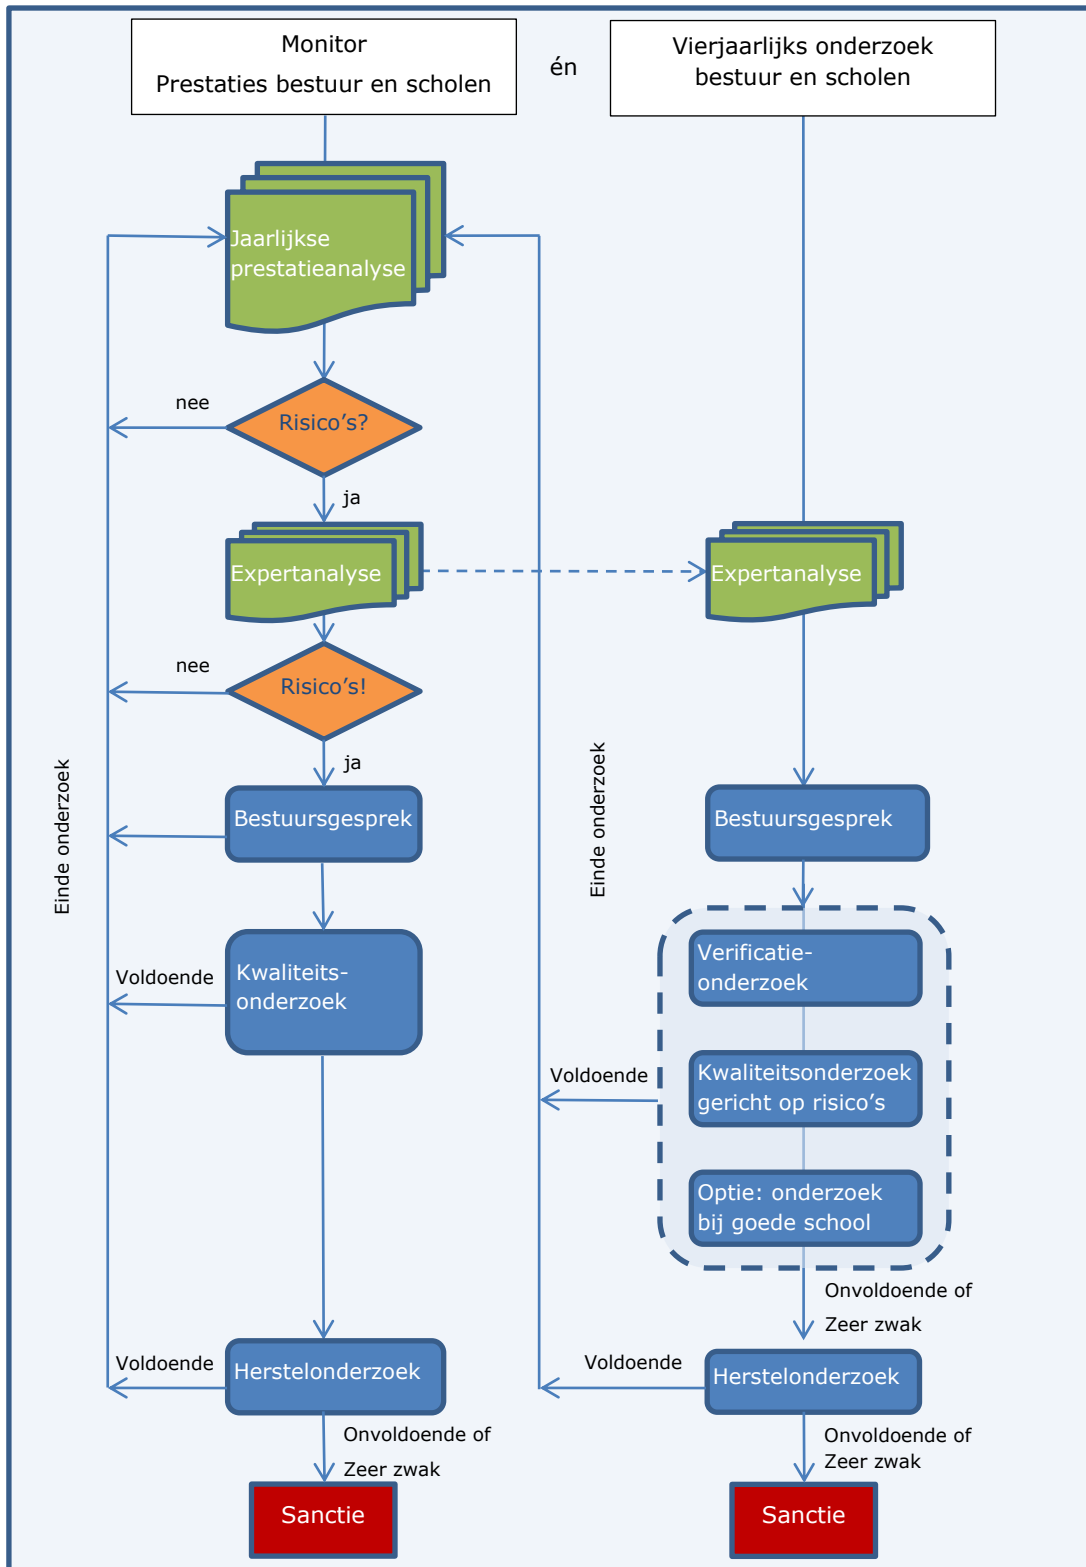 Monitor
Prestaties bestuur en scholen
én
Vierjaarlijks onderzoek
bestuur en scholen
Jaarlijkse
prestatieanalyse
nee
Risico's?
ja
Expertanalyse
Expertanalyse
nee
Risico's!
ja
Einde onderzoek
Einde onderzoek
Bestuursgesprek
Bestuursgesprek
Voldoende
Kwaliteits-
onderzoek
Verificatie-
onderzoek
Voldoende
Kwaliteitsonderzoek
gericht op risico's
Optie: onderzoek
bij goede school
Onvoldoende of
Zeer zwak
Voldoende
Herstelonderzoek
Voldoende
Herstelonderzoek
Onvoldoende of
Zeer zwak
Onvoldoende of
Zeer zwak
Sanctie
Sanctie